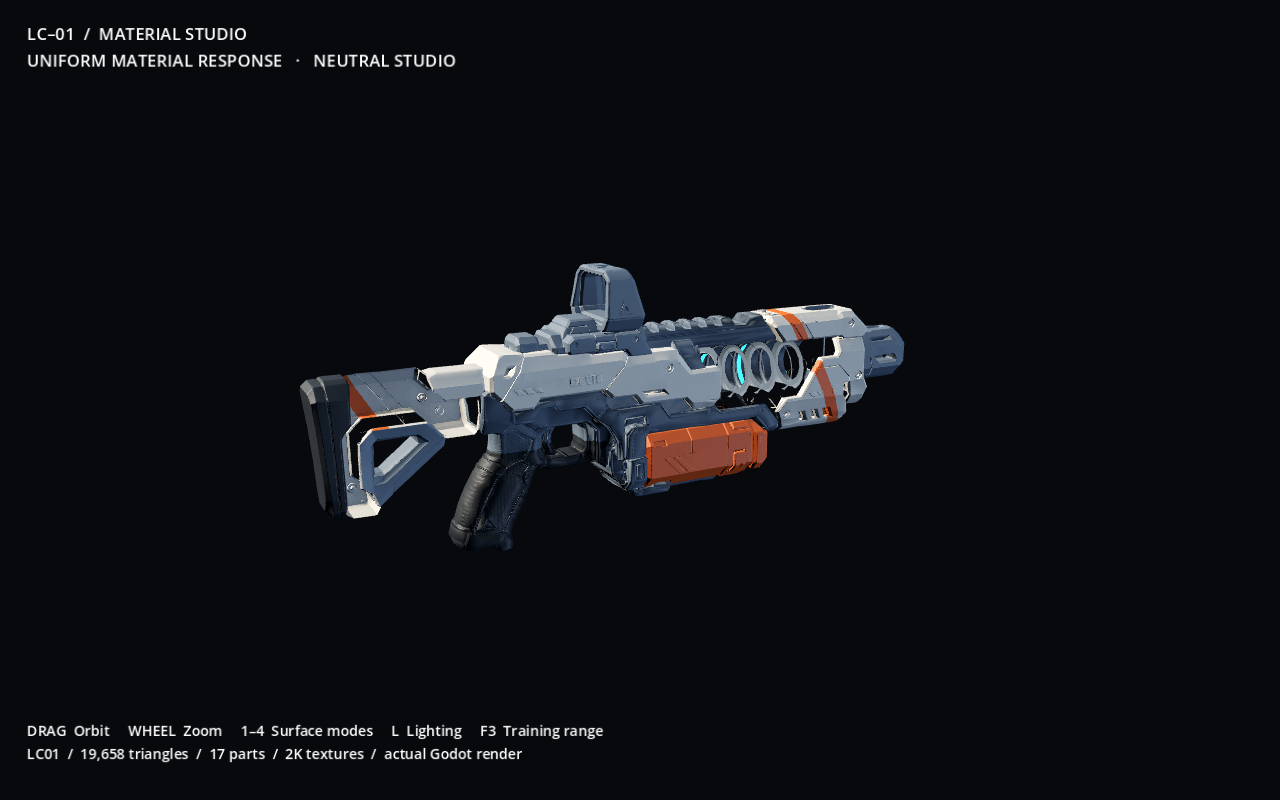 LC–01 / MATERIAL STUDIO
UNIFORM MATERIAL RESPONSE · NEUTRAL STUDIO
DRAG Orbit WHEEL Zoom 1–4 Surface modes L Lighting F3 Training range
LC01 / 19,658 triangles / 17 parts / 2K textures / actual Godot render